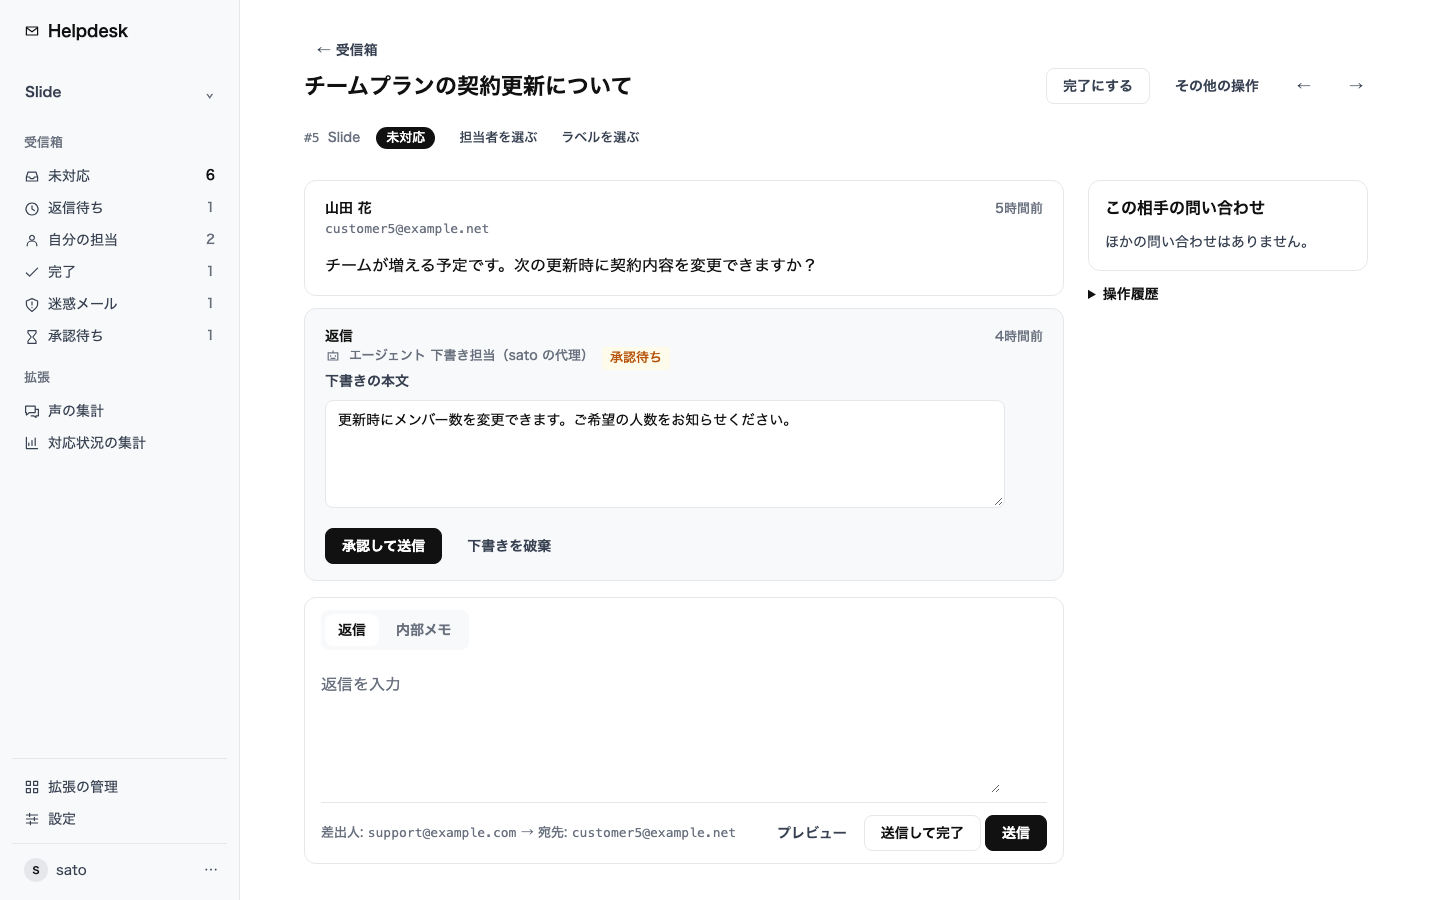 Helpdesk
Slide
受信箱
未対応 6
返信待ち 1
自分の担当 2
完了 1
迷惑メール 1
承認待ち 1
拡張
声の集計
対応状況の集計
拡張の管理
設定
S sato …
← 受信箱
チームプランの契約更新について
完了にする その他の操作 ← →
#5 Slide 未対応 担当者を選ぶ ラベルを選ぶ
山田 花 5時間前
customer5@example.net
チームが増える予定です。次の更新時に契約内容を変更できますか？
返信 4時間前
エージェント 下書き担当（sato の代理） 承認待ち
下書きの本文
更新時にメンバー数を変更できます。ご希望の人数をお知らせください。
承認して送信 下書きを破棄
返信 内部メモ
返信を入力
差出人: support@example.com → 宛先: customer5@example.net プレビュー 送信して完了 送信
この相手の問い合わせ
ほかの問い合わせはありません。
▶ 操作履歴